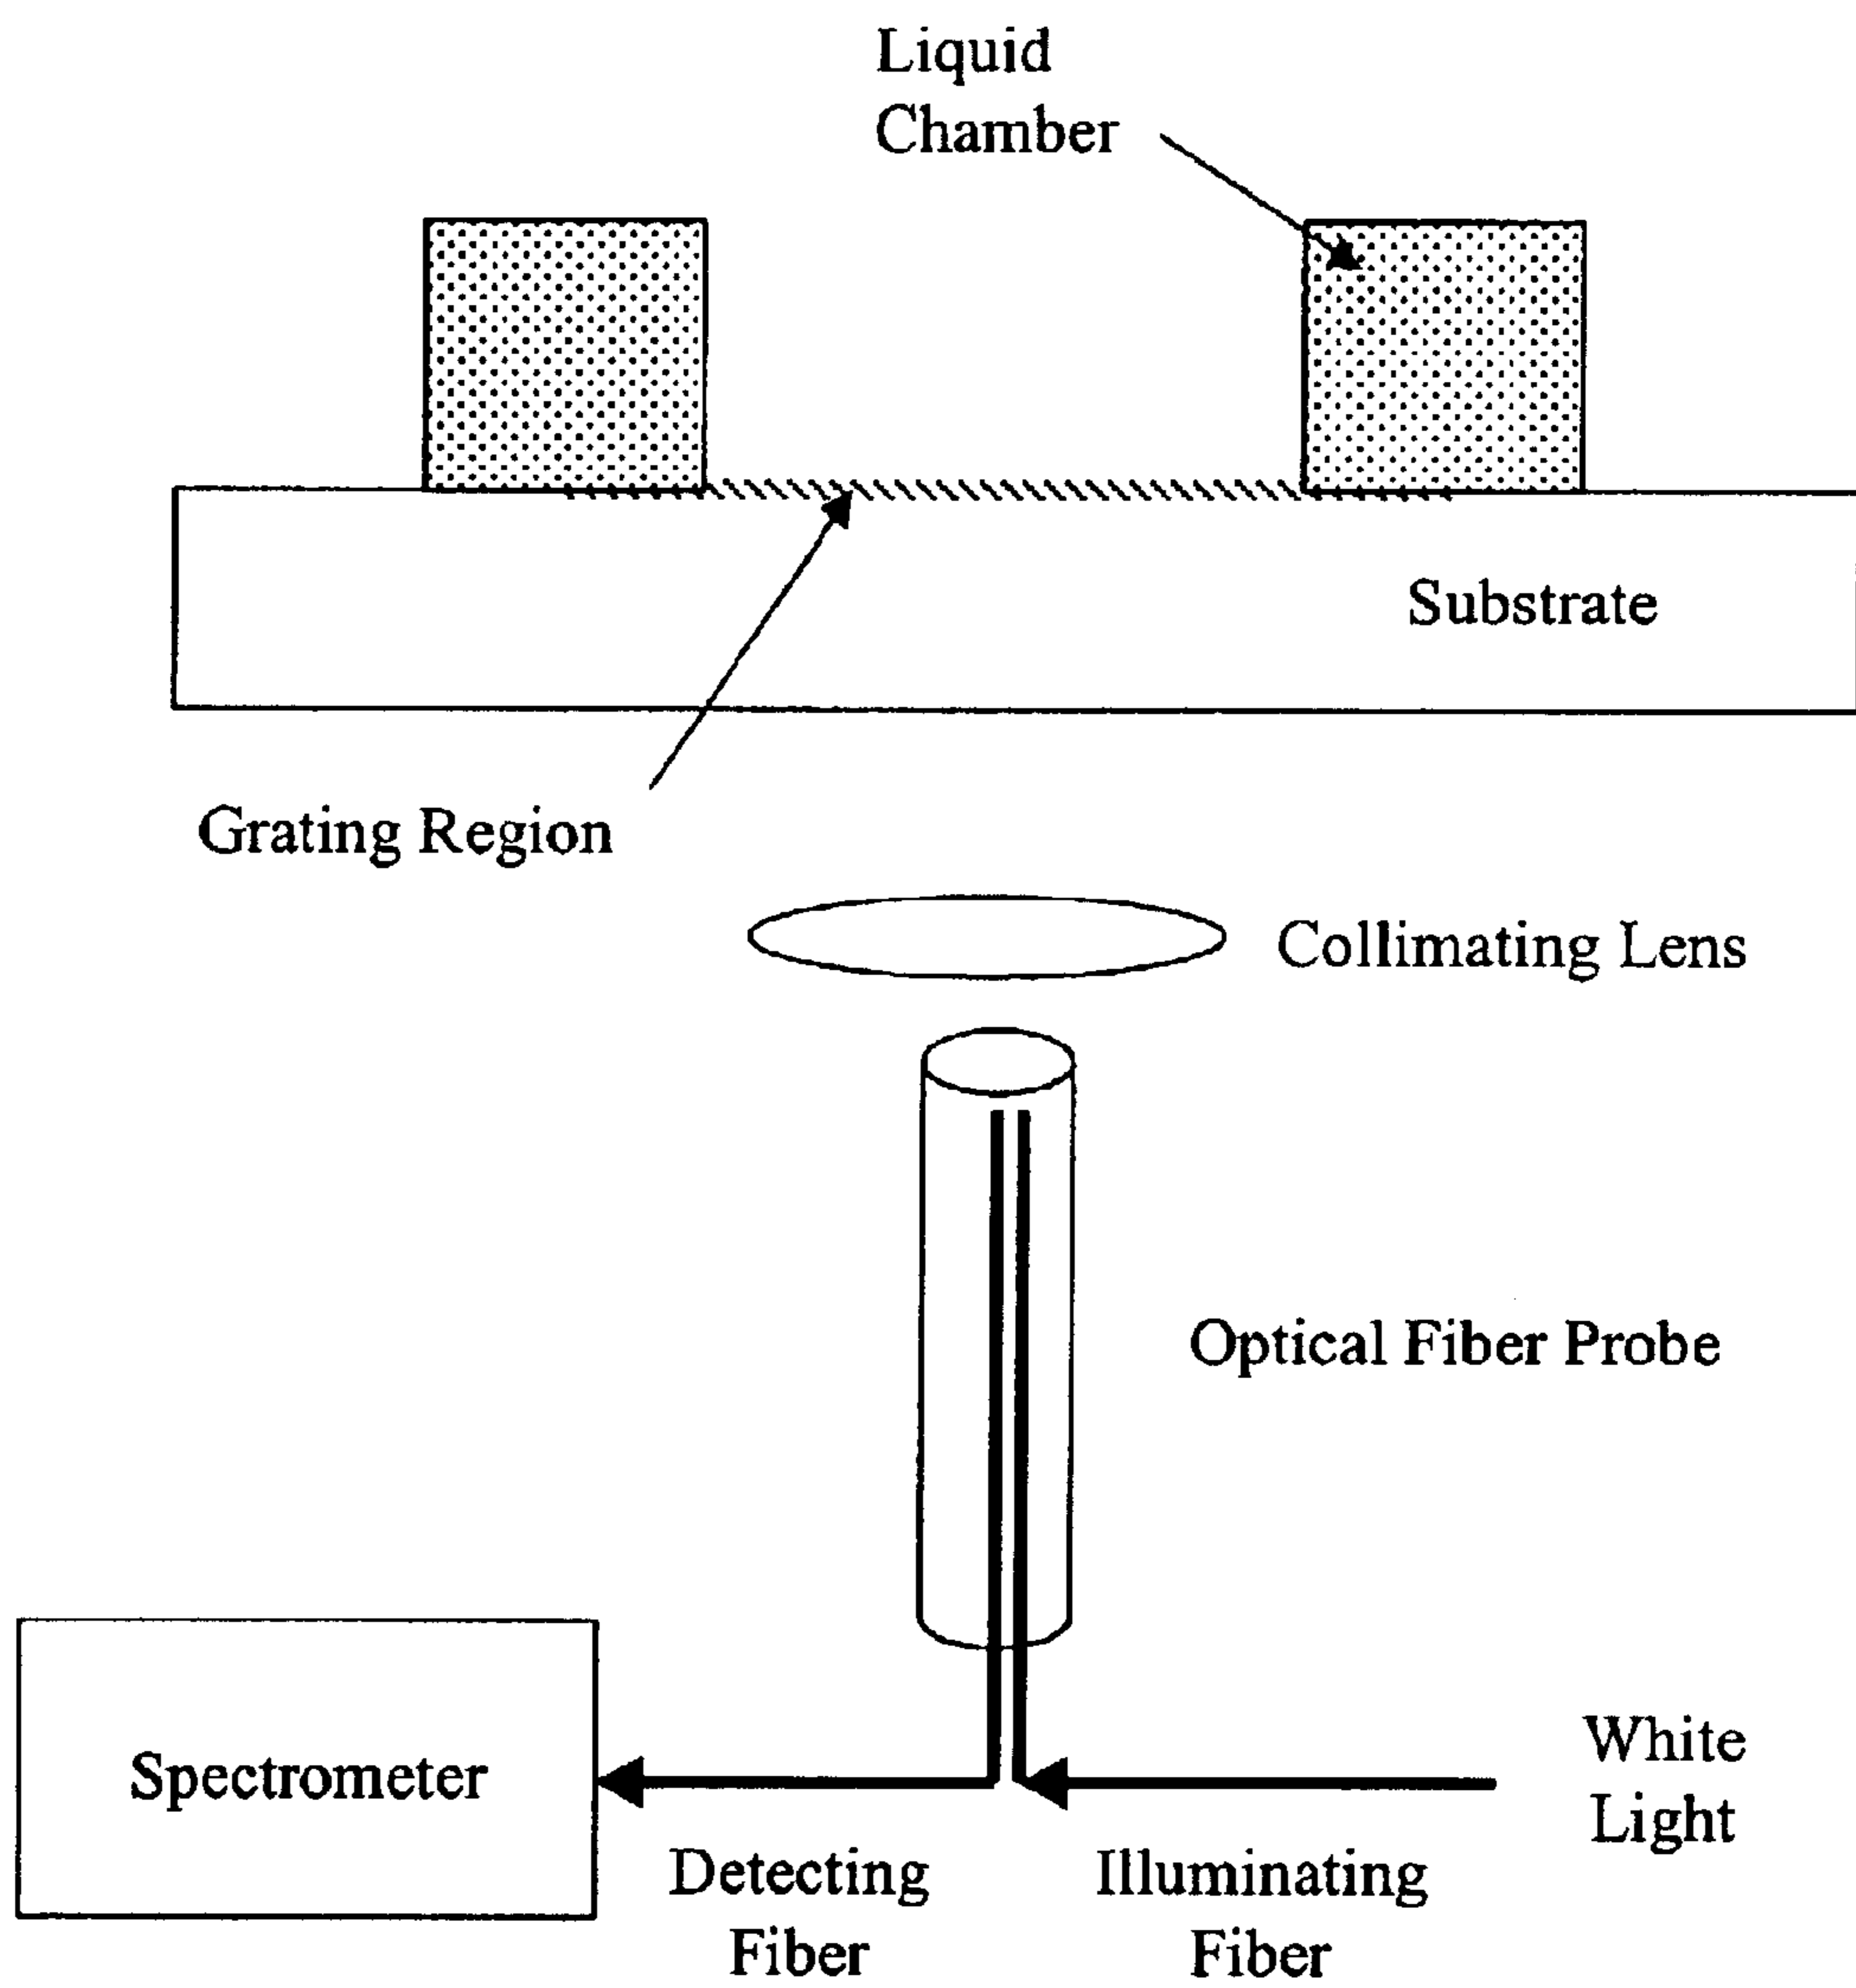 Liquid
Chamber
Substrate
Grating Region
Collimating Lens
Optical Fiber Probe
Spectrometer
White
Light
Detecting
Fiber
Illuminating
Fiber